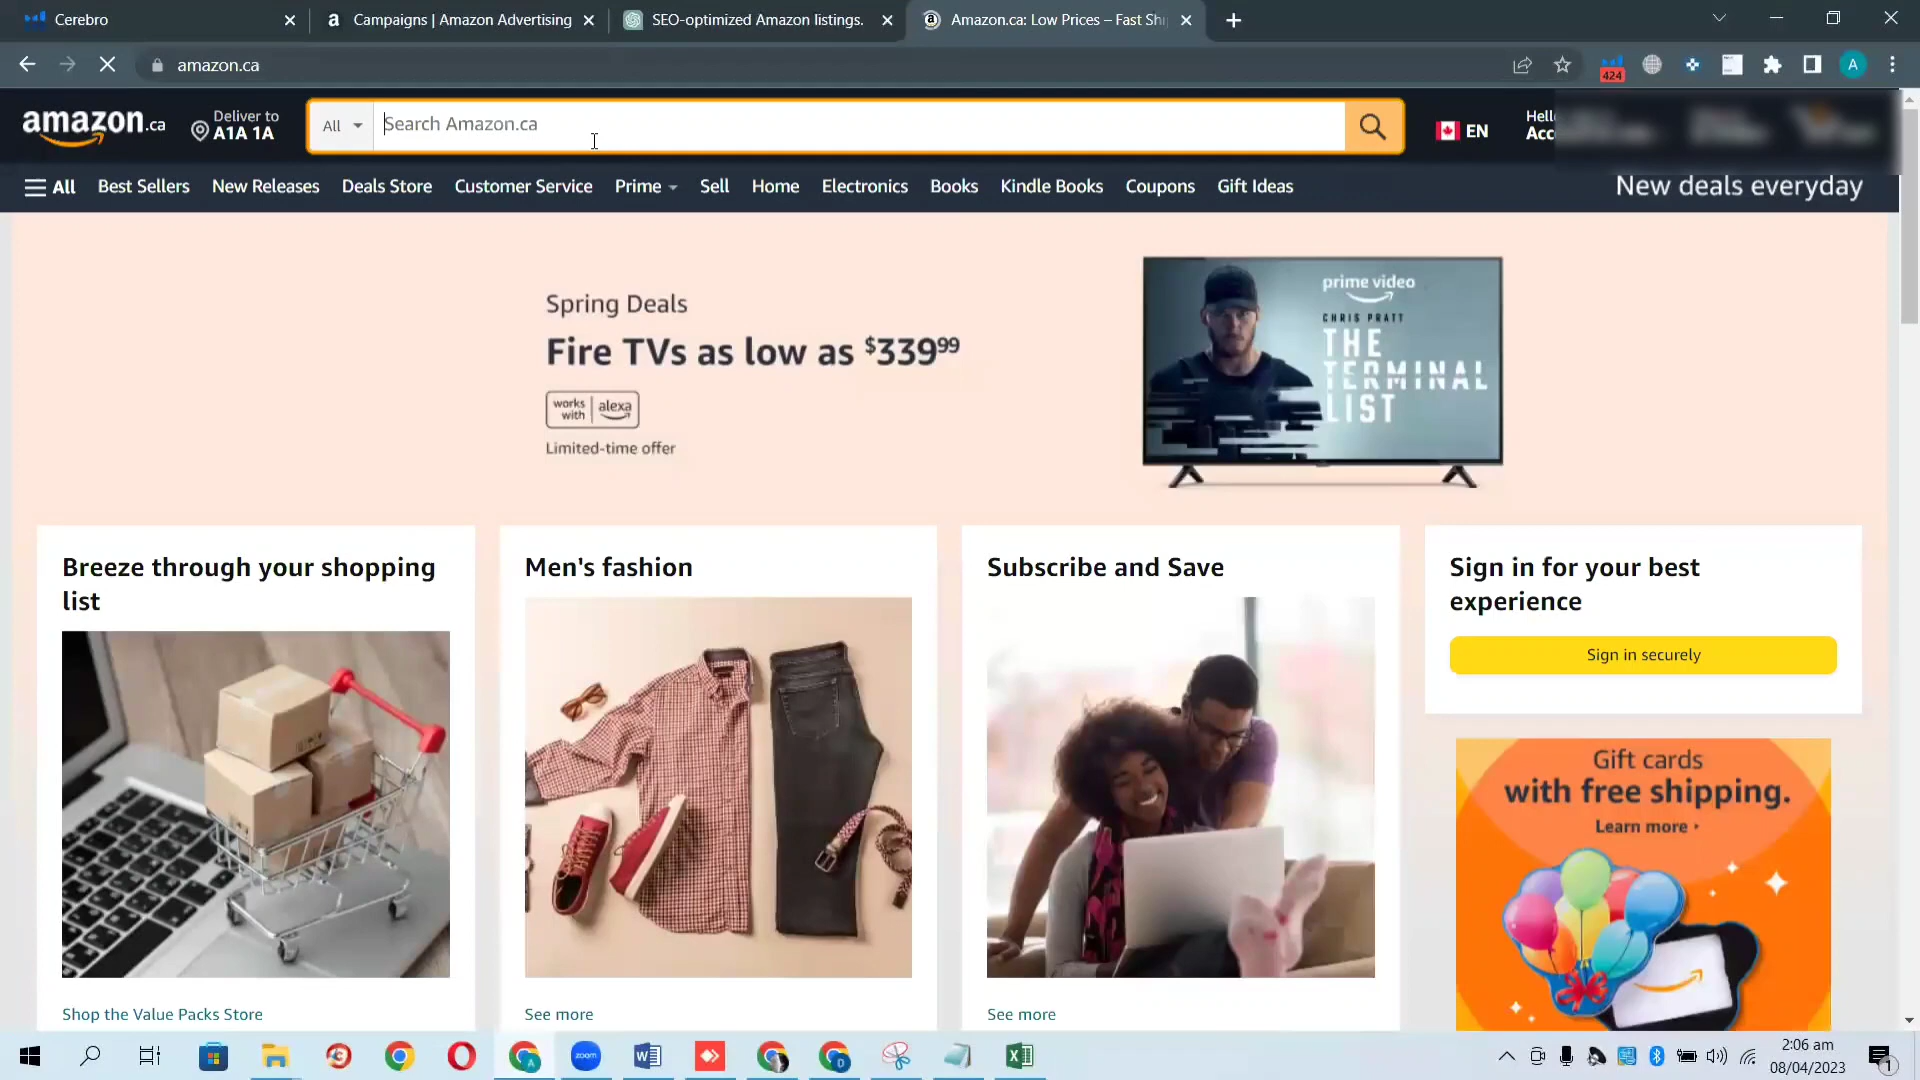 Cerebro
Campaigns | Amazon Advertising
SEO-optimized Amazon listings.
Amazon.ca: Low Prices – Fast Shi
amazon.ca
424
A
amazon.ca
Deliver to
A1A 1A
All
Search Amazon.ca
EN
Hell
Acc
All
Best Sellers
New Releases
Deals Store
Customer Service
Prime
Sell
Home
Electronics
Books
Kindle Books
Coupons
Gift Ideas
New deals everyday
Spring Deals
Fire TVs as low as $339⁹⁹
works with alexa
Limited-time offer
prime video
CHRIS PRATT
THE
TERMINAL
LIST
Breeze through your shopping
list
Men's fashion
Subscribe and Save
Sign in for your best
experience
Sign in securely
Gift cards
with free shipping.
Learn more
Shop the Value Packs Store
See more
See more
zoom
2:06 am
08/04/2023
1